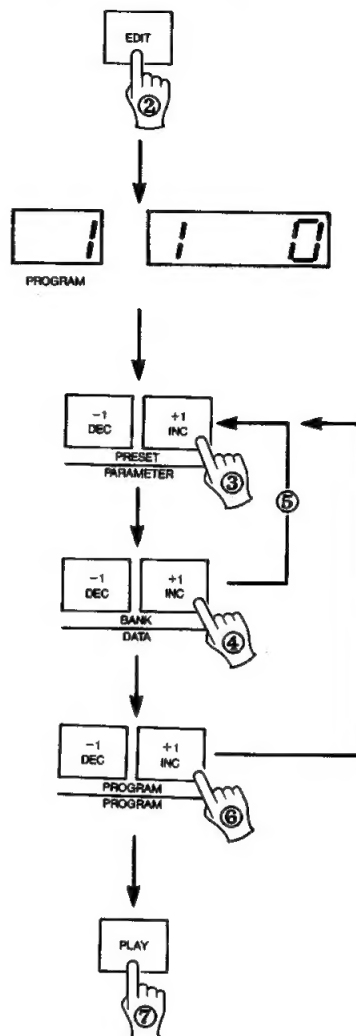 EDIT
②
1 1 0
PROGRAM
−1 +1
DEC INC
PRESET
PARAMETER
③
⑤
−1 +1
DEC INC
BANK
DATA
④
−1 +1
DEC INC
PROGRAM
PROGRAM
⑥
PLAY
⑦